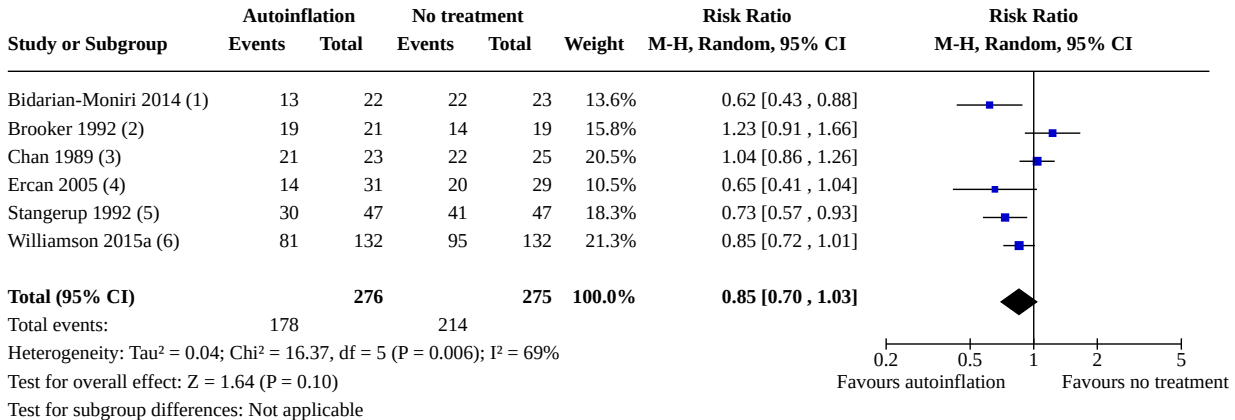 Autoinflation No treatment Risk Ratio Risk Ratio
Study or Subgroup Events Total Events Total Weight M-H, Random, 95% CI M-H, Random, 95% CI
Bidarian-Moniri 2014 (1) 13 22 22 23 13.6% 0.62 [0.43 , 0.88]
Brooker 1992 (2) 19 21 14 19 15.8% 1.23 [0.91 , 1.66]
Chan 1989 (3) 21 23 22 25 20.5% 1.04 [0.86 , 1.26]
Ercan 2005 (4) 14 31 20 29 10.5% 0.65 [0.41 , 1.04]
Stangerup 1992 (5) 30 47 41 47 18.3% 0.73 [0.57 , 0.93]
Williamson 2015a (6) 81 132 95 132 21.3% 0.85 [0.72 , 1.01]
Total (95% CI) 276 275 100.0% 0.85 [0.70 , 1.03]
Total events: 178 214
Heterogeneity: Tau² = 0.04; Chi² = 16.37, df = 5 (P = 0.006); I² = 69%
0.2 0.5 1 2 5
Test for overall effect: Z = 1.64 (P = 0.10) Favours autoinflation Favours no treatment
Test for subgroup differences: Not applicable